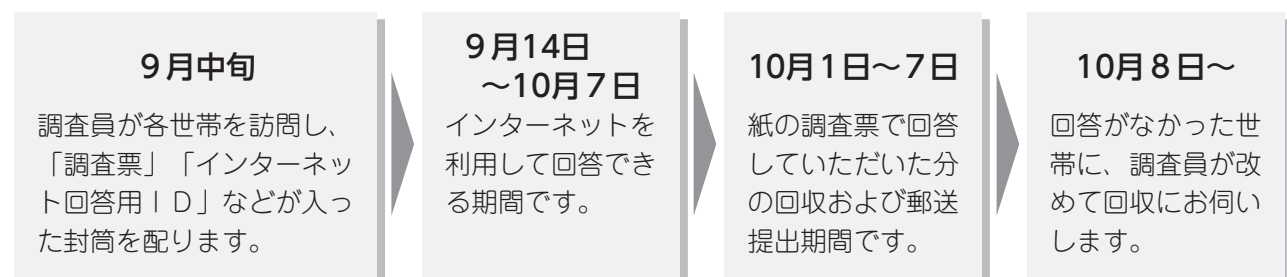 9月中旬
調査員が各世帯を訪問し、
「調査票」「インターネッ
ト回答用ＩＤ」などが入っ
た封筒を配ります。
9月14日
～10月7日
インターネットを
利用して回答でき
る期間です。
10月1日～7日
紙の調査票で回答
していただいた分
の回収および郵送
提出期間です。
10月8日～
回答がなかった世
帯に、調査員が改
めて回収にお伺い
します。